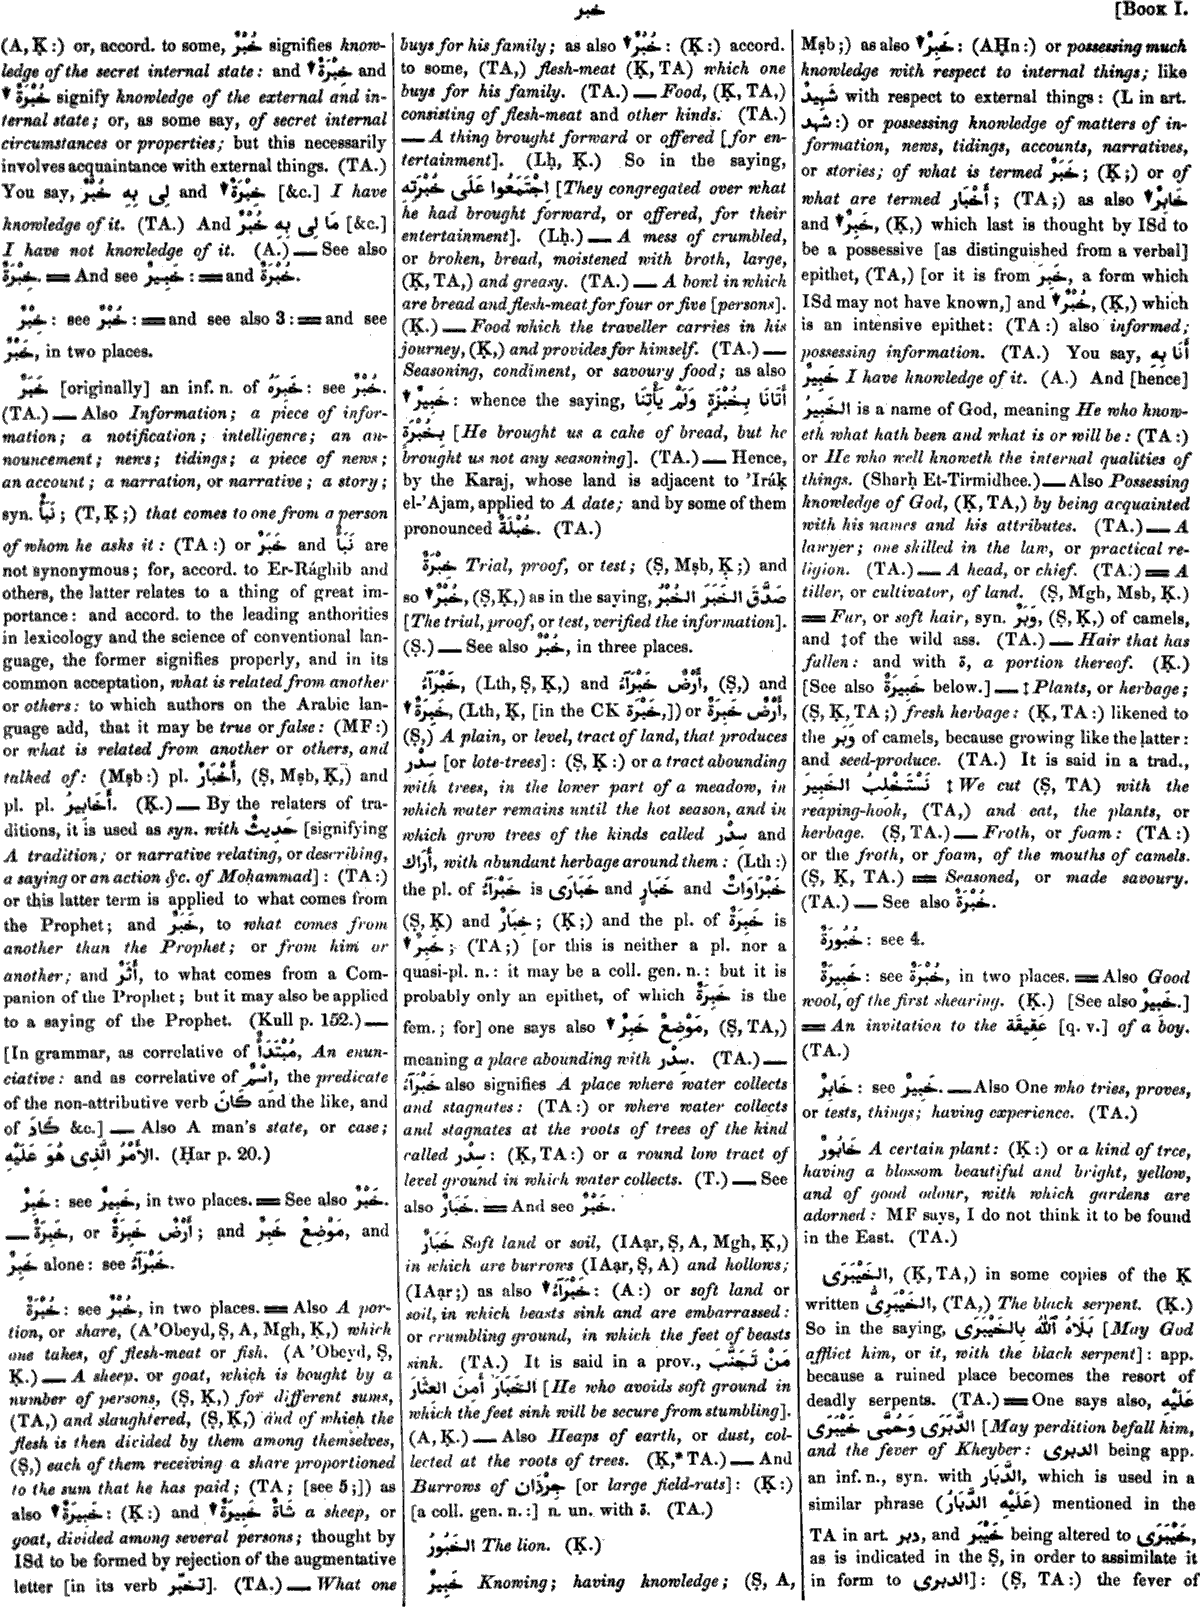 خبر
[Book I.
(A, Ḳ:) or, accord. to some, خُبْرٌ signifies know-
ledge of the secret internal state: and ↓ خِبْرَةٌ and
↓ خُبْرَةٌ signify knowledge of the external and in-
ternal state; or, as some say, of secret internal
circumstances or properties; but this necessarily
involves acquaintance with external things. (TA.)
You say, لِى بِهِ خُبْرٌ and ↓ خِبْرَةٌ [&c.] I have
knowledge of it. (TA.) And مَا لِى بِهِ خُبْرٌ [&c.]
I have not knowledge of it. (A.) — See also
خِبْرَةٌ. = And see خَبِيرٌ: = and خُبْرَةٌ.
خِبْرٌ: see خُبْرٌ: = and see also 3: = and see
خَبْرٌ, in two places.
خَبَرٌ [originally] an inf. n. of خَبَرَهُ: see خُبْرٌ.
(TA.) — Also Information; a piece of infor-
mation; a notification; intelligence; an an-
nouncement; news; tidings; a piece of news;
an account; a narration, or narrative; a story;
syn. نَبَأٌ; (T, Ḳ;) that comes to one from a person
of whom he asks it: (TA:) or خَبَرٌ and نَبَأٌ are
not synonymous; for, accord. to Er-Rághib and
others, the latter relates to a thing of great im-
portance: and accord. to the leading anthorities
in lexicology and the science of conventional lan-
guage, the former signifies properly, and in its
common acceptation, what is related from another
or others: to which authors on the Arabic lan-
guage add, that it may be true or false: (MF:)
or what is related from another or others, and
talked of: (Mṣb:) pl. أَخْبَارٌ, (Ṣ, Mṣb, Ḳ,) and
pl. pl. أَخَابِيرُ. (Ḳ.) — By the relaters of tra-
ditions, it is used as syn. with حَدِيثٌ [signifying
A tradition; or narrative relating, or describing,
a saying or an action &c. of Moḥammad]: (TA:)
or this latter term is applied to what comes from
the Prophet; and خَبَرٌ, to what comes from
another than the Prophet; or from him or
another; and أَثَرٌ, to what comes from a Com-
panion of the Prophet; but it may also be applied
to a saying of the Prophet. (Kull p. 152.) —
[In grammar, as correlative of مُبْتَدَأٌ, An enun-
ciative: and as correlative of اِسْمٌ, the predicate
of the non-attributive verb كَانَ and the like, and
of كَادَ &c.] — Also A man's state, or case;
الأَمْرُ الَّذِى هُوَ عَلَيْهِ. (Ḥar p. 20.)
خَبِرٌ: see خَبِيرٌ, in two places. = See also خَبْرٌ.
— خَبِرَةٌ, or أَرْضٌ خَبِرَةٌ; and مَوْضِعٌ خَبِرٌ, and
خَبِرٌ alone: see خَبْرَآءُ.
خُبْرَةٌ: see خُبْرٌ, in two places. = Also A por-
tion, or share, (A'Obeyd, Ṣ, A, Mgh, Ḳ,) which
one takes, of flesh-meat or fish. (A'Obeyd, Ṣ,
Ḳ.) — A sheep, or goat, which is bought by a
number of persons, (Ṣ, Ḳ,) for different sums,
(TA,) and slaughtered, (Ṣ, Ḳ,) and of which the
flesh is then divided by them among themselves,
(Ṣ,) each of them receiving a share proportioned
to the sum that he has paid; (TA; [see 5;]) as
also ↓ خَبِيرَةٌ: (Ḳ:) and ↓ شَاةٌ خَبِيرَةٌ a sheep, or
goat, divided among several persons; thought by
ISd to be formed by rejection of the augmentative
letter [in its verb تَخَبَّرَ]. (TA.) — What one
buys for his family; as also ↓ خُبْرٌ: (Ḳ:) accord.
to some, (TA,) flesh-meat (Ḳ, TA) which one
buys for his family. (TA.) — Food, (Ḳ, TA,)
consisting of flesh-meat and other kinds. (TA.)
— A thing brought forward or offered [for en-
tertainment]. (Lḥ, Ḳ.) So in the saying,
اِجْتَمَعُوا عَلَى خُبْرَتِهِ [They congregated over what
he had brought forward, or offered, for their
entertainment]. (Lḥ.) — A mess of crumbled,
or broken, bread, moistened with broth, large,
(Ḳ, TA,) and greasy. (TA.) — A bowl in which
are bread and flesh-meat for four or five [persons].
(Ḳ.) — Food which the traveller carries in his
journey, (Ḳ,) and provides for himself. (TA.) —
Seasoning, condiment, or savoury food; as also
↓ خَبِيرٌ: whence the saying, أَتَانَا بِخُبْزَةٍ وَلَمْ يَأْتِنَا
بِخُبْرَةٍ [He brought us a cake of bread, but he
brought us not any seasoning]. (TA.) — Hence,
by the Karaj, whose land is adjacent to 'Iráḳ
el-'Ajam, applied to A date; and by some of them
pronounced خُبْلَةٌ. (TA.)
خِبْرَةٌ Trial, proof, or test; (Ṣ, Mṣb, Ḳ;) and
so ↓ خُبْرٌ, (Ṣ, Ḳ,) as in the saying, صَدَّقَ الخَبَرَ الخُبْرُ
[The trial, proof, or test, verified the information].
(Ṣ.) — See also خُبْرٌ, in three places.
خَبْرَآءُ, (Lth, Ṣ, Ḳ,) and أَرْضٌ خَبْرَآءُ, (Ṣ,) and
↓ خَبِرَةٌ, (Lth, Ḳ, [in the CK خَبْرَة,]) or أَرْضٌ خَبِرَةٌ,
(Ṣ,) A plain, or level, tract of land, that produces
سِدْر [or lote-trees]: (Ṣ, Ḳ:) or a tract abounding
with trees, in the lower part of a meadow, in
which water remains until the hot season, and in
which grow trees of the kinds called سِدْر and
أَرَاك, with abundant herbage around them: (Lth:)
the pl. of خَبْرَآءُ is خَبَارَى and خَبَارٍ and خَبْرَاوَاتٌ
(Ṣ, Ḳ) and خَبَارٌ; (Ḳ;) and the pl. of خَبِرَةٌ is
↓ خَبِرٌ; (TA;) [or this is neither a pl. nor a
quasi-pl. n.: it may be a coll. gen. n.: but it is
probably only an epithet, of which خَبِرَةٌ is the
fem.; for] one says also ↓ مَوْضِعٌ خَبِرٌ, (Ṣ, TA,)
meaning a place abounding with سِدْر. (TA.) —
خَبْرَآءُ also signifies A place where water collects
and stagnates: (TA:) or where water collects
and stagnates at the roots of trees of the kind
called سِدْر: (Ḳ, TA:) or a round low tract of
level ground in which water collects. (T.) — See
also خَبَارٌ. = And see خَبْرٌ.
خَبَارٌ Soft land or soil, (IAạr, Ṣ, A, Mgh, Ḳ,)
in which are burrows (IAạr, Ṣ, A) and hollows;
(IAạr;) as also ↓ خَبْرَآءُ: (A:) or soft land or
soil, in which beasts sink and are embarrassed:
or crumbling ground, in which the feet of beasts
sink. (TA.) It is said in a prov., مَنْ تَجَنَّبَ
الخَبَارَ أَمِنَ العِثَارَ [He who avoids soft ground in
which the feet sink will be secure from stumbling].
(A, Ḳ.) — Also Heaps of earth, or dust, col-
lected at the roots of trees. (Ḳ,* TA.) — And
Burrows of جِرْذَان [or large field-rats]: (Ḳ:)
[a coll. gen. n.:] n. un. with ة. (TA.)
الخَبُورُ The lion. (Ḳ.)
خَبِيرٌ Knowing; having knowledge; (Ṣ, A,
Mṣb;) as also ↓ خَبِرٌ: (AḤn:) or possessing much
knowledge with respect to internal things; like
شَهِيدٌ with respect to external things: (L in art.
شهد:) or possessing knowledge of matters of in-
formation, news, tidings, accounts, narratives,
or stories; of what is termed خَبَرٌ; (Ḳ;) or of
what are termed أَخْبَار; (TA;) as also ↓ خَابِرٌ
and ↓ خَبِرٌ, (Ḳ,) which last is thought by ISd to
be a possessive [as distinguished from a verbal]
epithet, (TA,) [or it is from خَبِرَ, a form which
ISd may not have known,] and ↓ خُبْرٌ, (Ḳ,) which
is an intensive epithet: (TA:) also informed;
possessing information. (TA.) You say, أَنَا بِهِ
خَبِيرٌ I have knowledge of it. (A.) And [hence]
الخَبِيرُ is a name of God, meaning He who know-
eth what hath been and what is or will be: (TA:)
or He who well knoweth the internal qualities of
things. (Sharḥ Et-Tirmidhee.) — Also Possessing
knowledge of God, (Ḳ, TA,) by being acquainted
with his names and his attributes. (TA.) — A
lawyer; one skilled in the law, or practical re-
ligion. (TA.) — A head, or chief. (TA.) = A
tiller, or cultivator, of land. (Ṣ, Mgh, Msb, Ḳ.)
= Fur, or soft hair, syn. وَبَرٌ, (Ṣ, Ḳ,) of camels,
and ‡ of the wild ass. (TA.) — Hair that has
fallen: and with ة, a portion thereof. (Ḳ.)
[See also خَبِيرَةٌ below.] — ‡ Plants, or herbage;
(Ṣ, Ḳ, TA;) fresh herbage: (Ḳ, TA:) likened to
the وَبَر of camels, because growing like the latter:
and seed-produce. (TA.) It is said in a trad.,
نَسْتَخْلِبُ الخَبِيرَ ‡ We cut (Ṣ, TA) with the
reaping-hook, (TA,) and eat, the plants, or
herbage. (Ṣ, TA.) — Froth, or foam: (TA:)
or the froth, or foam, of the mouths of camels.
(Ṣ, Ḳ, TA.) = Seasoned, or made savoury.
(TA.) — See also خُبْرَةٌ.
خُبُورَةٌ: see 4.
خَبِيرَةٌ: see خُبْرَةٌ, in two places. = Also Good
wool, of the first shearing. (Ḳ.) [See also خَبِيرٌ.]
= An invitation to the عَقِيقَة [q. v.] of a boy.
(TA.)
خَابِرٌ: see خَبِيرٌ. — Also One who tries, proves,
or tests, things; having experience. (TA.)
خَابُورٌ A certain plant: (Ḳ:) or a kind of tree,
having a blossom beautiful and bright, yellow,
and of good odour, with which gardens are
adorned: MF says, I do not think it to be found
in the East. (TA.)
الخَيْبَرَى, (Ḳ, TA,) in some copies of the Ḳ
written الخَيْبَرِىُّ, (TA,) The black serpent. (Ḳ.)
So in the saying, بَلَاهُ ٱللّٰهُ بِالخَيْبَرَى [May God
afflict him, or it, with the black serpent]: app.
because a ruined place becomes the resort of
deadly serpents. (TA.) = One says also, عَلَيْهِ
الدَّبَرَى وَحُمَّى خَيْبَرَى [May perdition befall him,
and the fever of Kheyber: الدبرى being app.
an inf. n., syn. with الدَّبَار, which is used in a
similar phrase (عَلَيْهِ الدَّبَارُ) mentioned in the
TA in art. دبر, and خَيْبَر being altered to خَيْبَرَى,
as is indicated in the Ṣ, in order to assimilate it
in form to الدبرى]: (Ṣ, TA:) the fever of